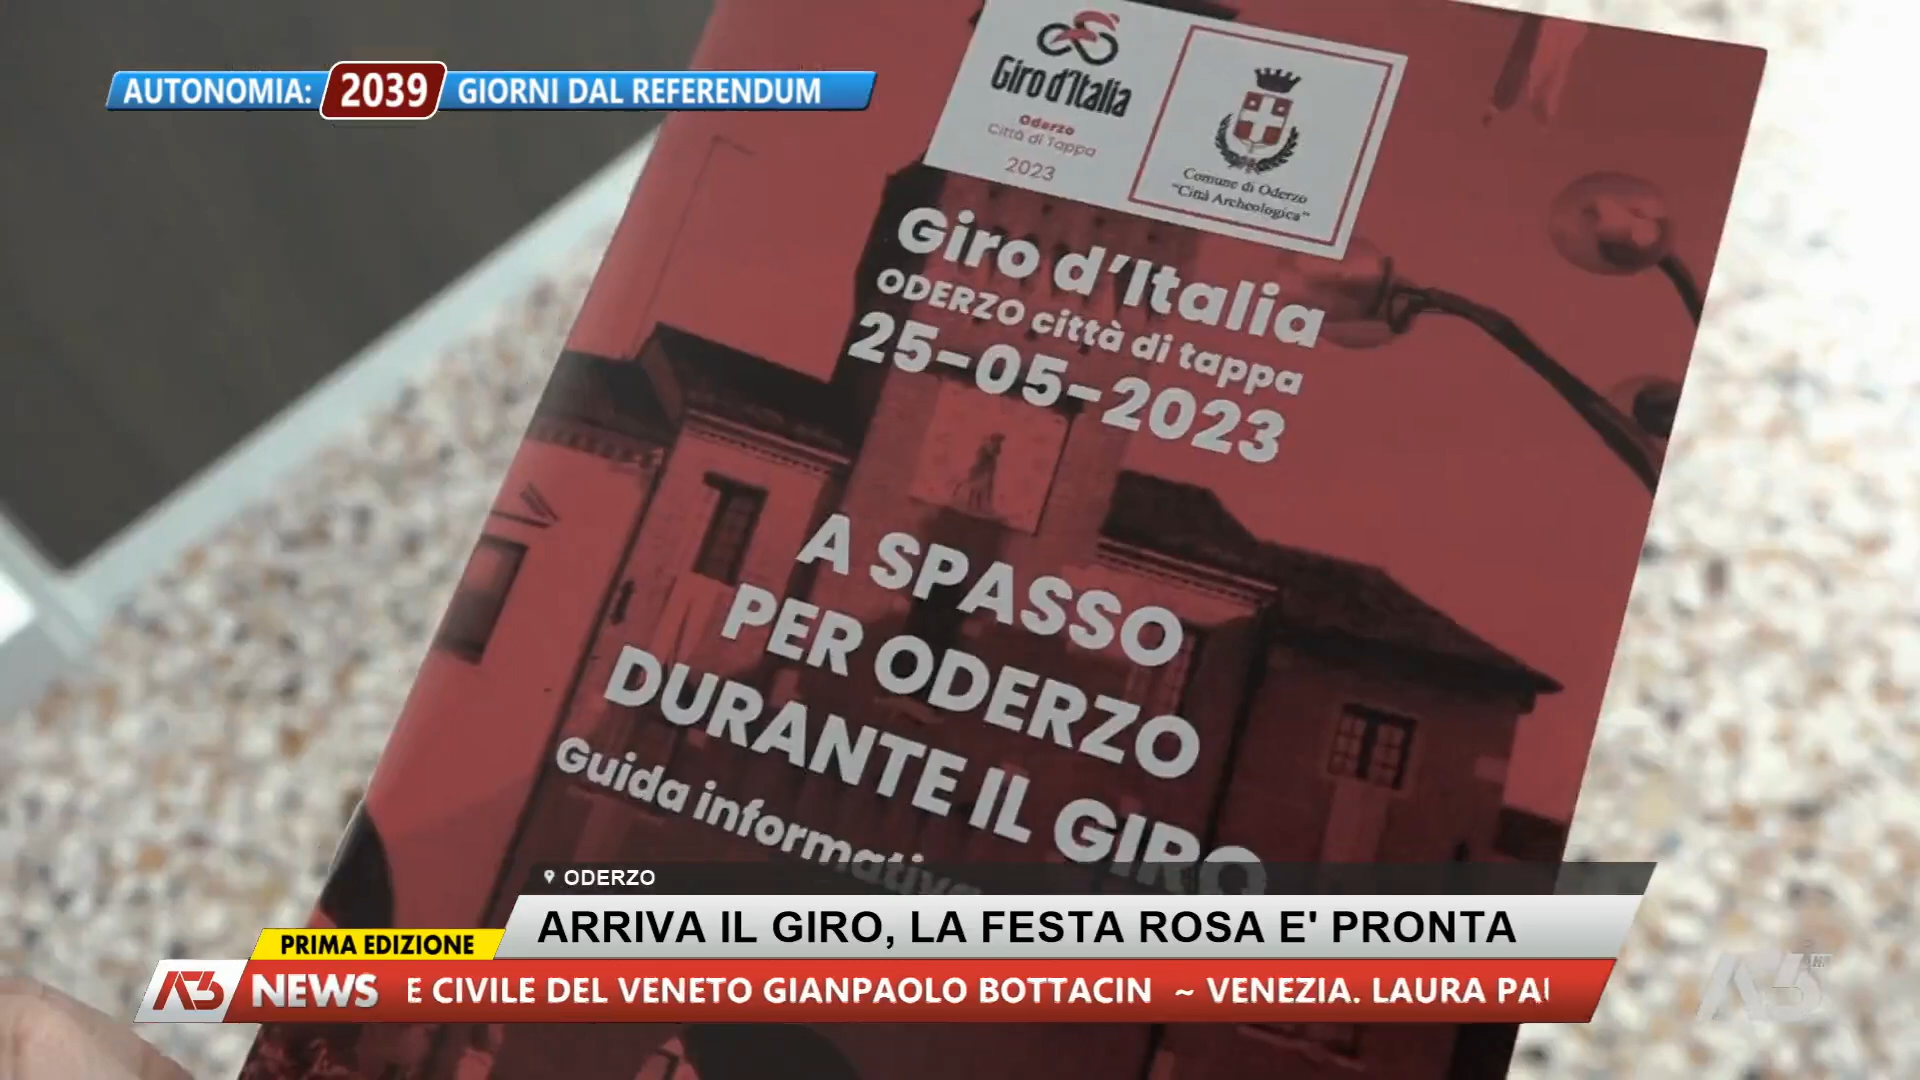 AUTONOMIA: 2039 GIORNI DAL REFERENDUM
Giro d'Italia
Oderzo
Città di Tappa
2023
Comune di Oderzo
"Città Archeologica"
Giro d'Italia
ODERZO città di tappa
25-05-2023
A SPASSO
PER ODERZO
DURANTE IL GIRO
Guida informativa
ODERZO
ARRIVA IL GIRO, LA FESTA ROSA E' PRONTA
PRIMA EDIZIONE
A3 NEWS E CIVILE DEL VENETO GIANPAOLO BOTTACIN ~ VENEZIA. LAURA PA